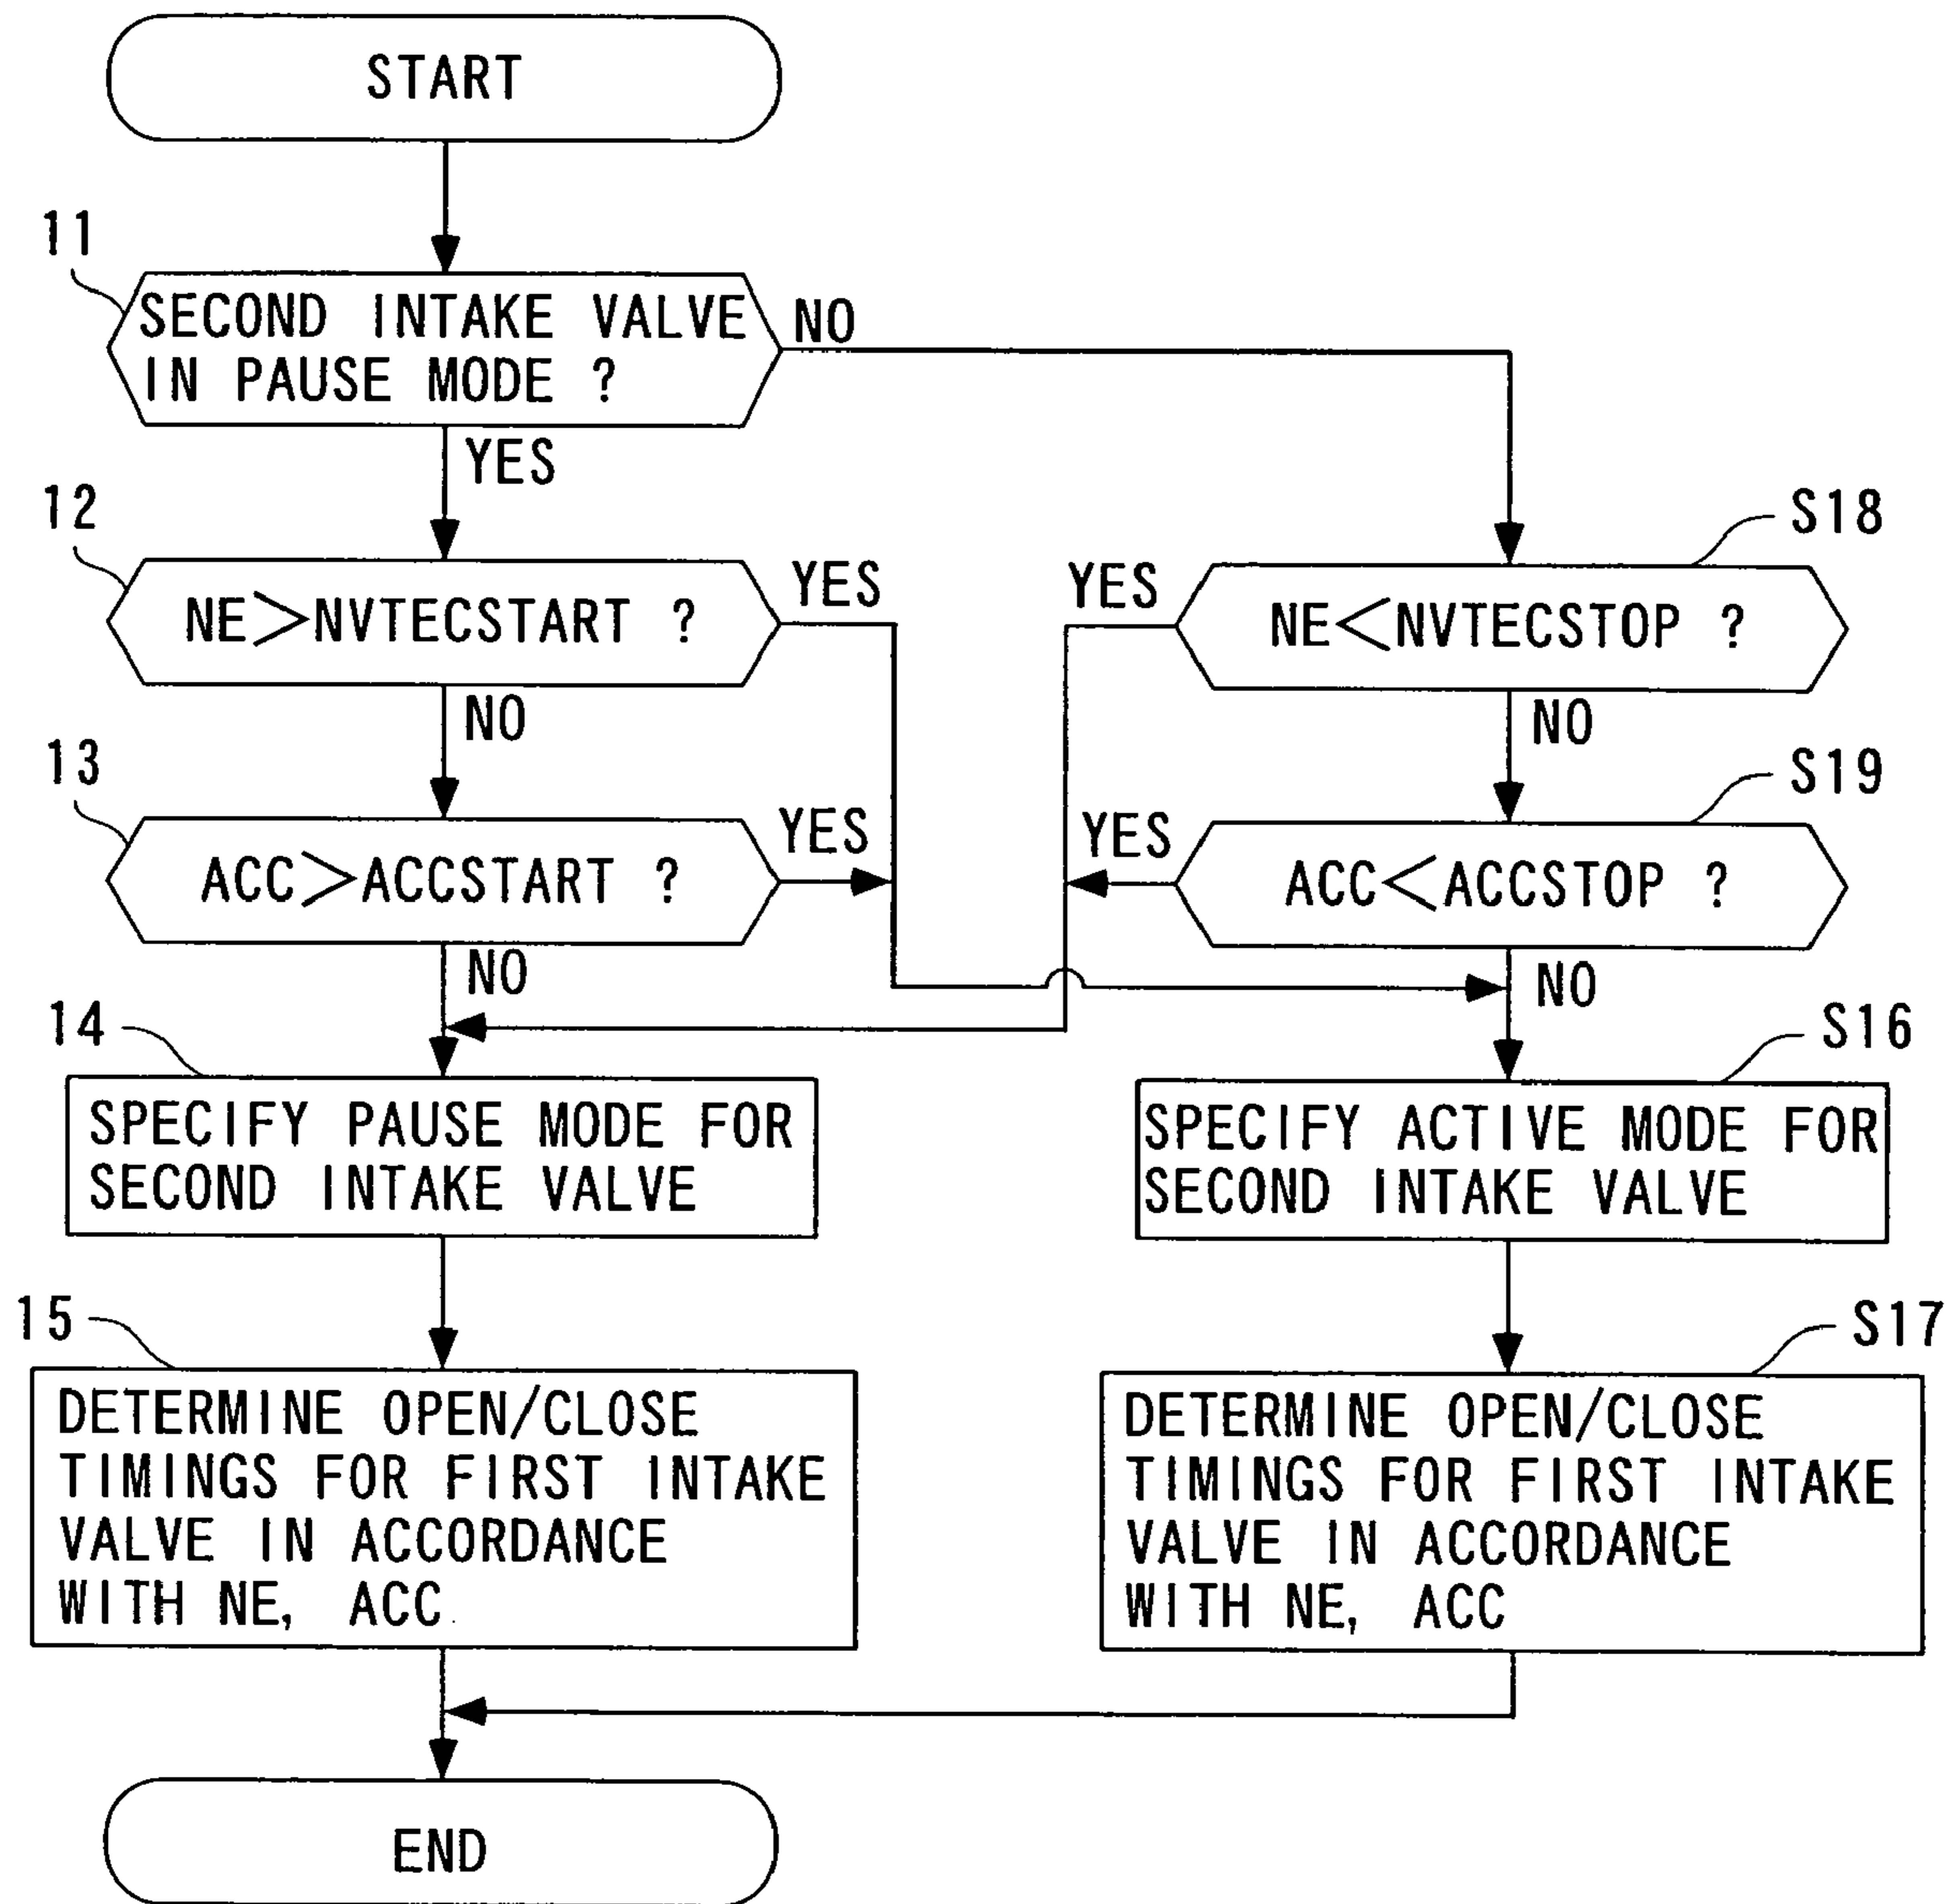 START
11
SECOND INTAKE VALVE
IN PAUSE MODE ?
NO
YES
12
NE>NVTECSTART ?
YES
NO
S18
NE<NVTECSTOP ?
YES
NO
13
ACC>ACCSTART ?
YES
NO
S19
ACC<ACCSTOP ?
YES
NO
14
SPECIFY PAUSE MODE FOR
SECOND INTAKE VALVE
S16
SPECIFY ACTIVE MODE FOR
SECOND INTAKE VALVE
15
DETERMINE OPEN/CLOSE
TIMINGS FOR FIRST INTAKE
VALVE IN ACCORDANCE
WITH NE, ACC
S17
DETERMINE OPEN/CLOSE
TIMINGS FOR FIRST INTAKE
VALVE IN ACCORDANCE
WITH NE, ACC
END